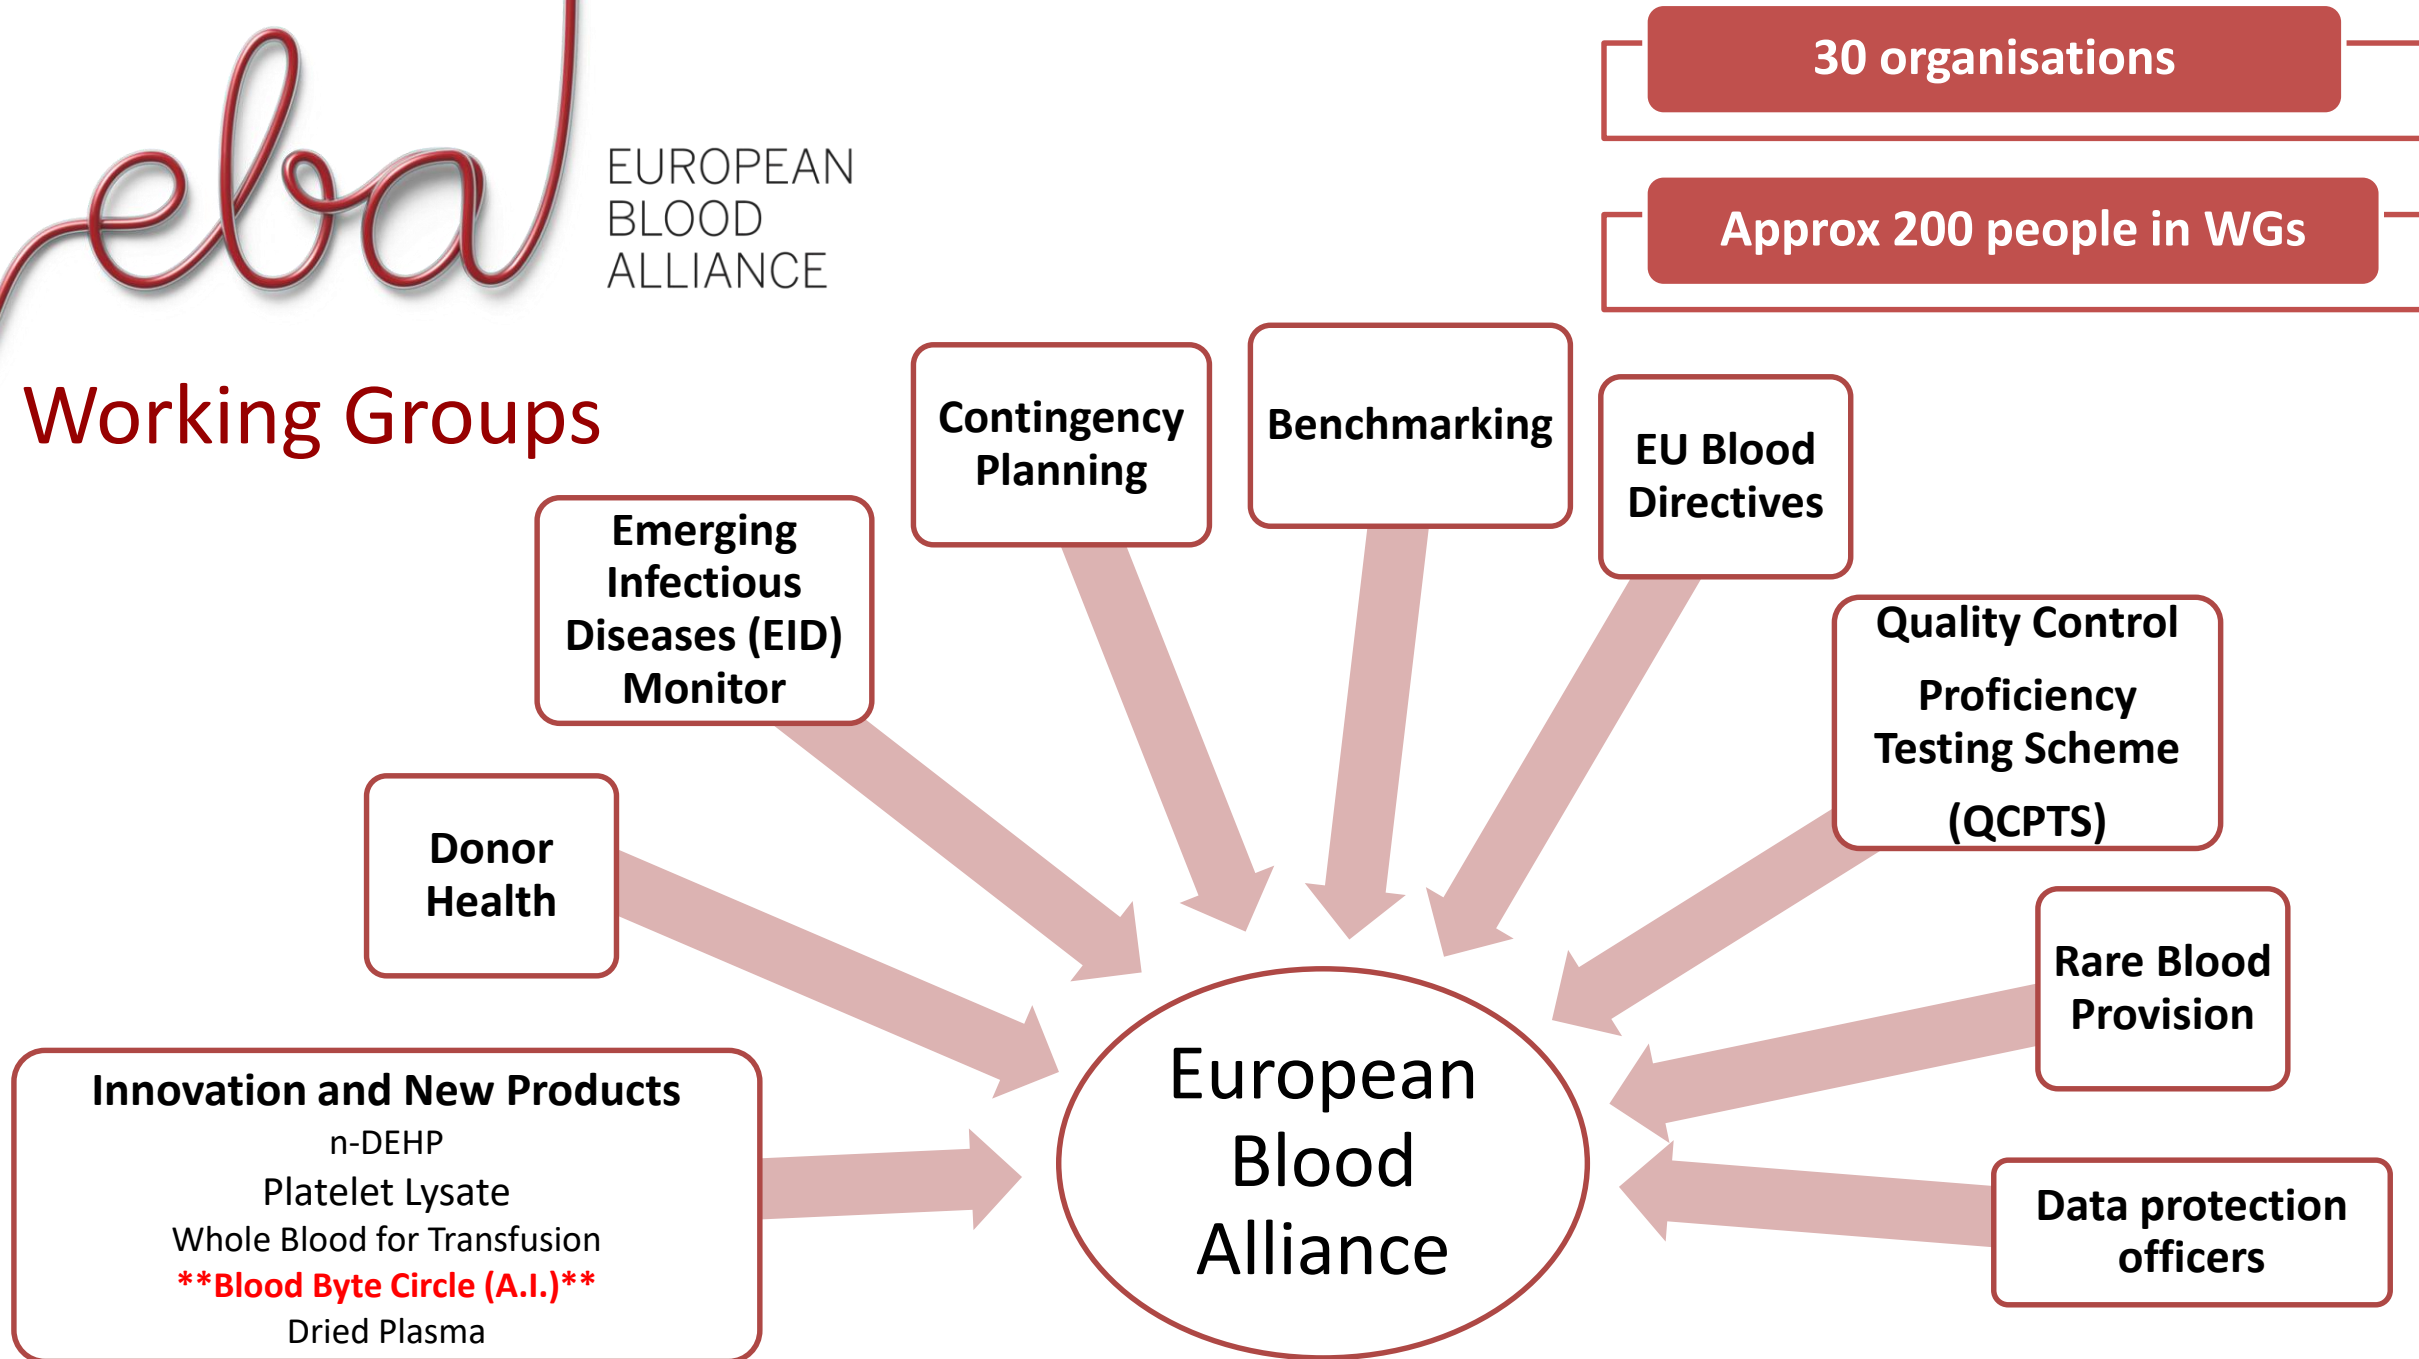 eba
EUROPEAN
BLOOD
ALLIANCE
30 organisations
Approx 200 people in WGs
Working Groups
Contingency
Planning
Benchmarking
EU Blood
Directives
Emerging
Infectious
Diseases (EID)
Monitor
Quality Control
Proficiency
Testing Scheme
(QCPTS)
Donor
Health
Rare Blood
Provision
Innovation and New Products
n-DEHP
Platelet Lysate
Whole Blood for Transfusion
**Blood Byte Circle (A.I.)**
Dried Plasma
European
Blood
Alliance
Data protection
officers